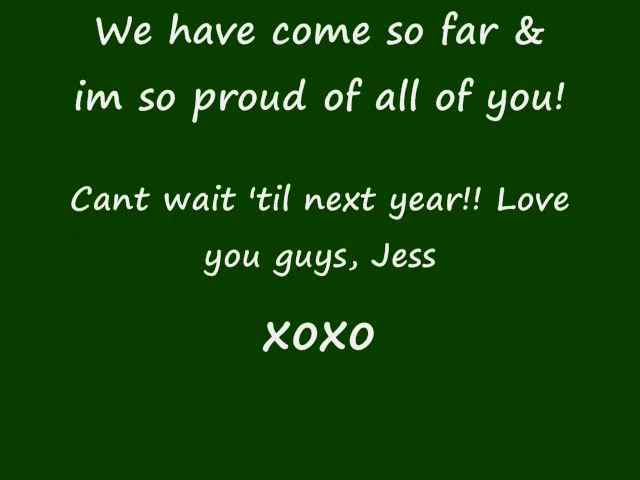 We have come so far &
im so proud of all of you!
Cant wait 'til next year!! Love
you guys, Jess
xoxo